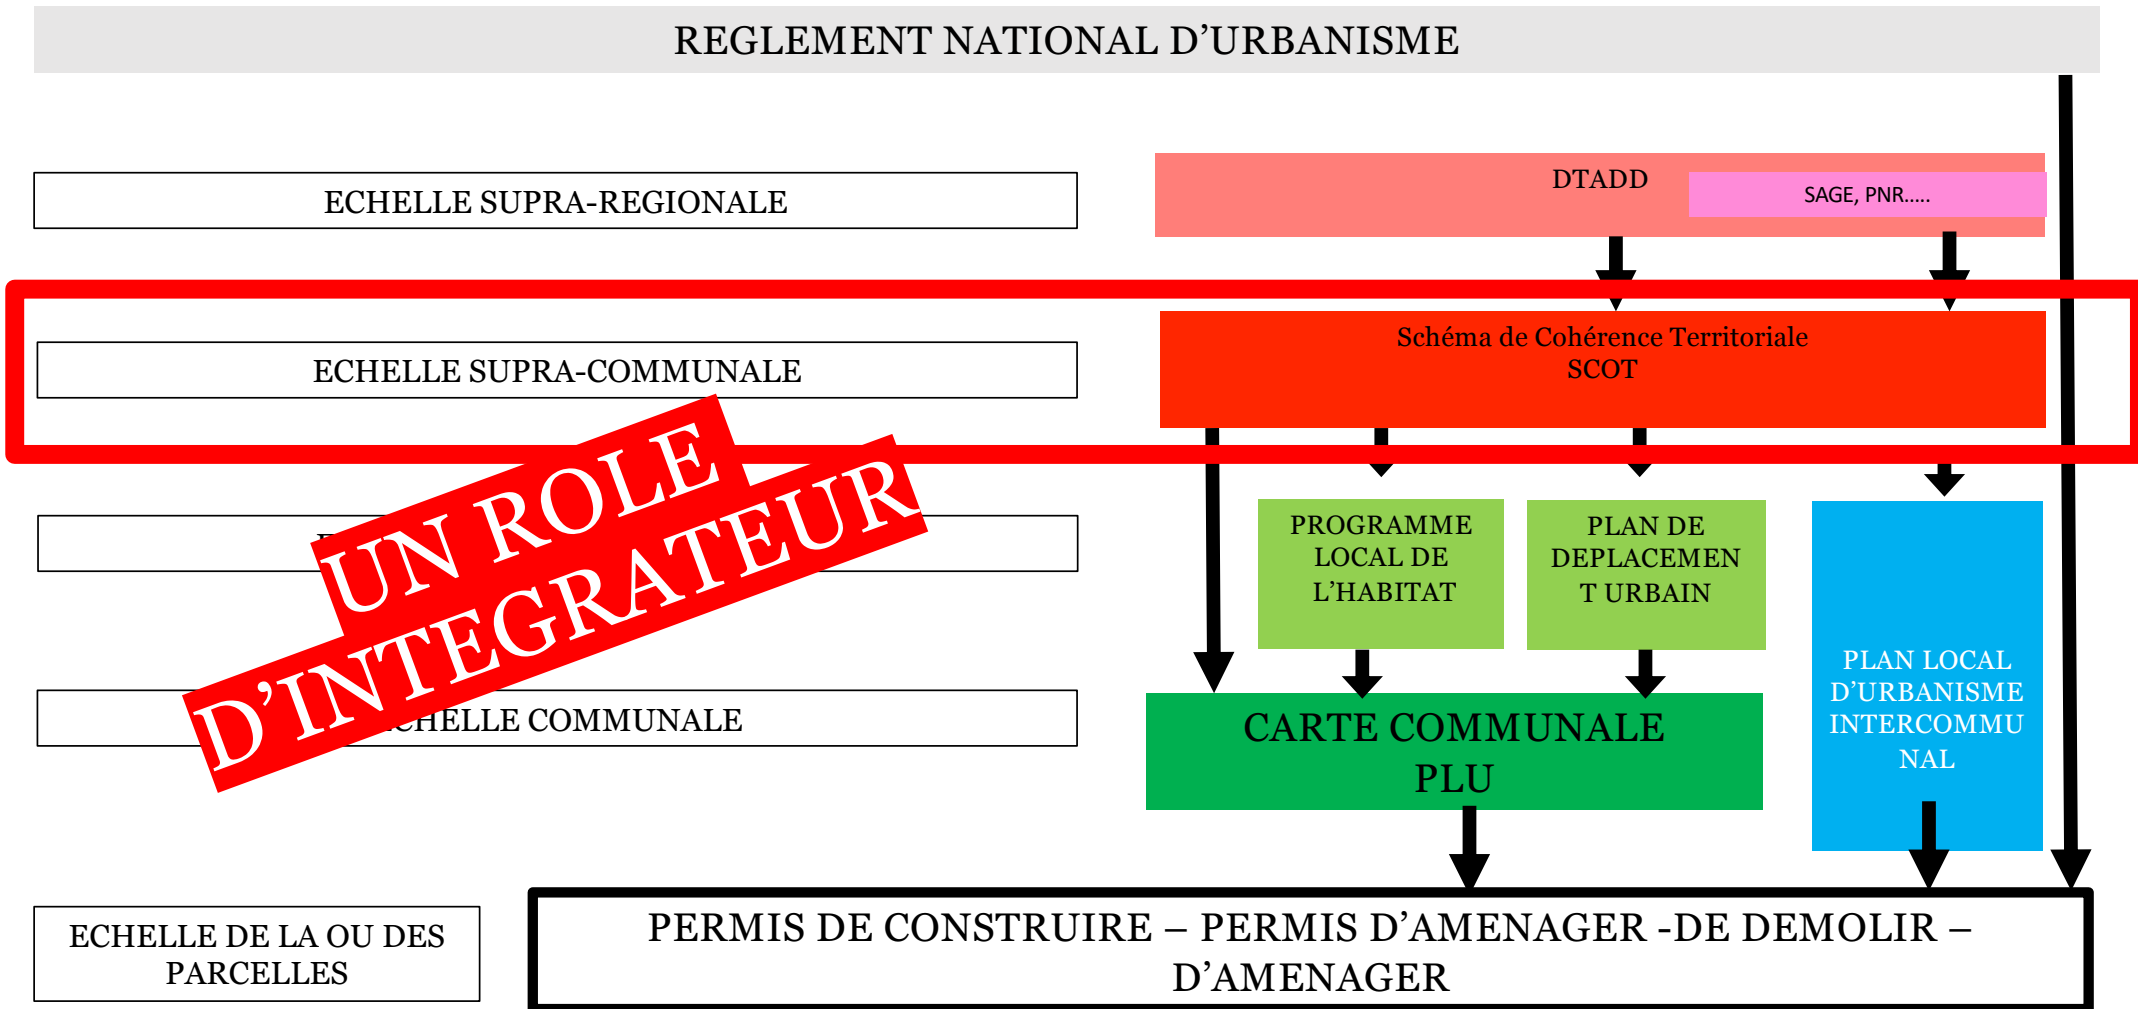 REGLEMENT NATIONAL D’URBANISME
ECHELLE SUPRA-REGIONALE
DTADD
SAGE, PNR.....
ECHELLE SUPRA-COMMUNALE
Schéma de Cohérence Territoriale
SCOT
UN ROLE
D’INTEGRATEUR
PROGRAMME
LOCAL DE
L’HABITAT
PLAN DE
DEPLACEMEN
T URBAIN
PLAN LOCAL
D’URBANISME
INTERCOMMU
NAL
CHELLE COMMUNALE
CARTE COMMUNALE
PLU
ECHELLE DE LA OU DES
PARCELLES
PERMIS DE CONSTRUIRE – PERMIS D’AMENAGER -DE DEMOLIR –
D’AMENAGER